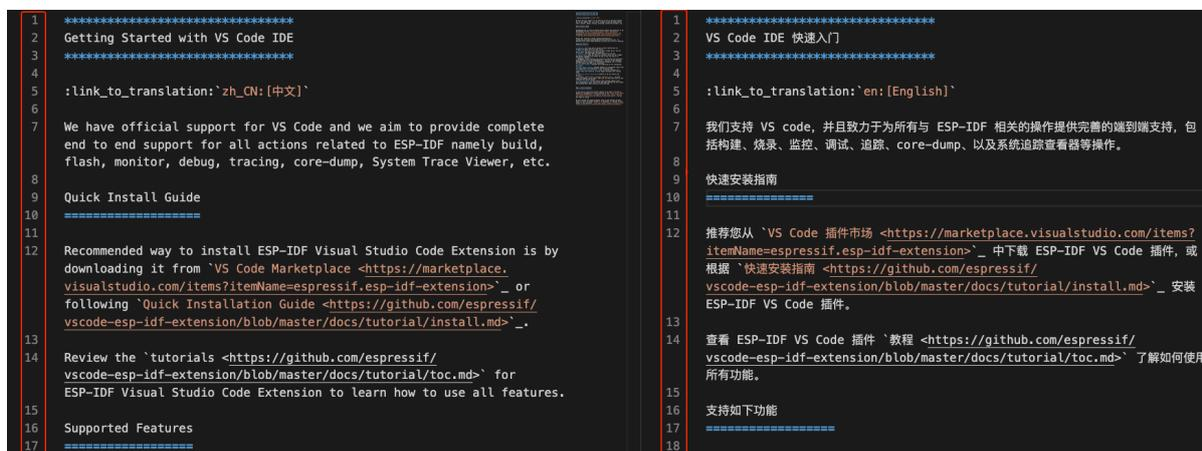 1 *******************************
2 Getting Started with VS Code IDE
3 *******************************
4
5 :link_to_translation:`zh_CN:[中文]`
6
7 We have official support for VS Code and we aim to provide complete
end to end support for all actions related to ESP-IDF namely build,
flash, monitor, debug, tracing, core-dump, System Trace Viewer, etc.
8
9 Quick Install Guide
10 ===================
11
12 Recommended way to install ESP-IDF Visual Studio Code Extension is by
downloading it from `VS Code Marketplace <https://marketplace.
visualstudio.com/items?itemName=espressif.esp-idf-extension>`_ or
following `Quick Installation Guide <https://github.com/espressif/
vscode-esp-idf-extension/blob/master/docs/tutorial/install.md>`_.
13
14 Review the `tutorials <https://github.com/espressif/
vscode-esp-idf-extension/blob/master/docs/tutorial/toc.md>` for
ESP-IDF Visual Studio Code Extension to learn how to use all features.
15
16 Supported Features
17 ==================
1 *******************************
2 VS Code IDE 快速入门
3 *******************************
4
5 :link_to_translation:`en:[English]`
6
7 我们支持 VS code，并且致力于为所有与 ESP-IDF 相关的操作提供完善的端到端支持，包
括构建、烧录、监控、调试、追踪、core-dump、以及系统追踪查看器等操作。
8
9 快速安装指南
10 ===============
11
12 推荐您从 `VS Code 插件市场 <https://marketplace.visualstudio.com/items?
itemName=espressif.esp-idf-extension>`_ 中下载 ESP-IDF VS Code 插件，或
根据 `快速安装指南 <https://github.com/espressif/
vscode-esp-idf-extension/blob/master/docs/tutorial/install.md>`_ 安装
ESP-IDF VS Code 插件。
13
14 查看 ESP-IDF VS Code 插件 `教程 <https://github.com/espressif/
vscode-esp-idf-extension/blob/master/docs/tutorial/toc.md>` 了解如何使用
所有功能。
15
16 支持如下功能
17 ==================
18